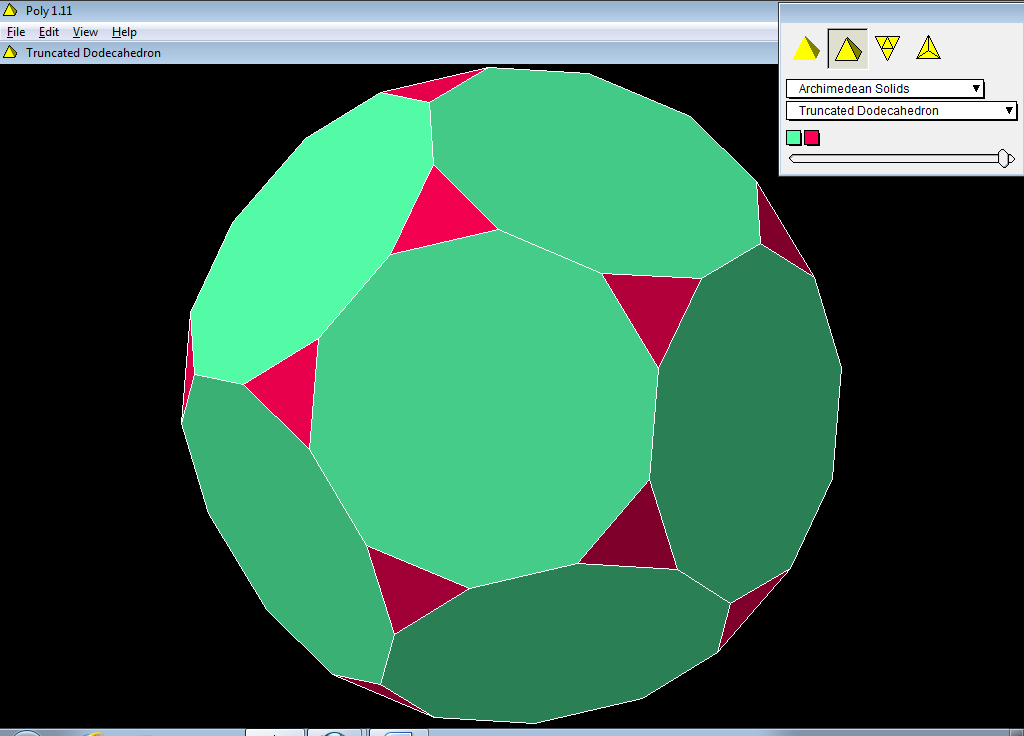 Poly 1.11
File Edit View Help
Truncated Dodecahedron
Archimedean Solids
Truncated Dodecahedron